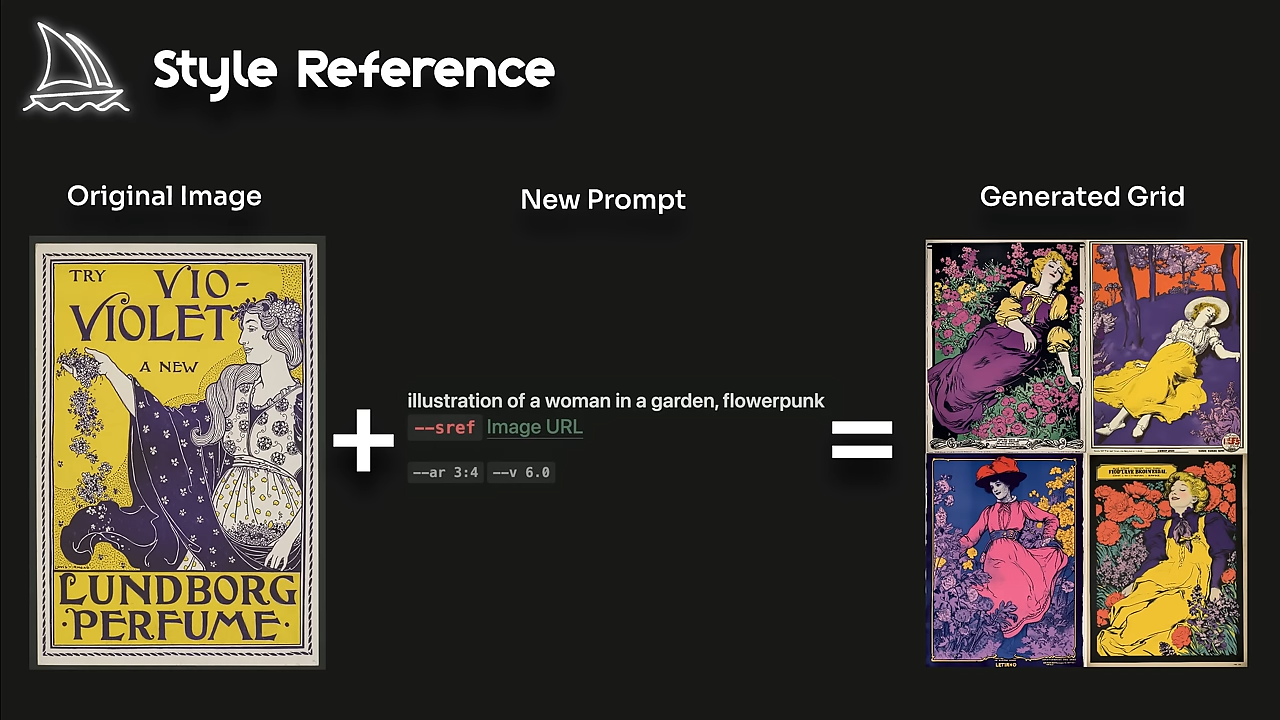 Style Reference
Original Image
New Prompt
Generated Grid
TRY
VIO-
VIOLET
A NEW
LUNDBORG
·PERFUME·
illustration of a woman in a garden, flowerpunk
--sref Image URL
--ar 3:4 --v 6.0